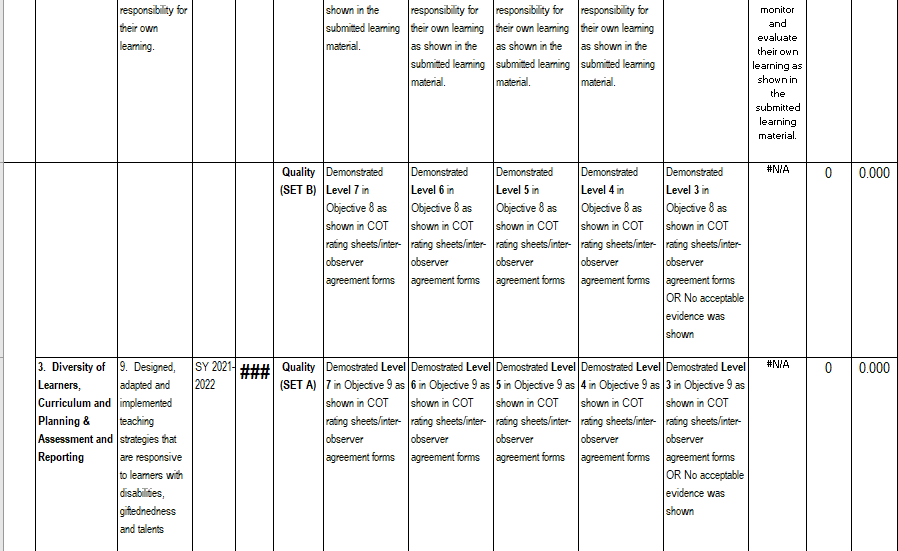 responsibility for
their own
learning.
shown in the
submitted learning
material.
responsibility for
their own learning
as shown in the
submitted learning
material.
responsibility for
their own learning
as shown in the
submitted learning
material.
responsibility for
their own learning
as shown in the
submitted learning
material.
monitor
and
evaluate
their own
learning as
shown in
the
submitted
learning
material.
0
0.000
Quality
(SET B)
Demonstrated
Level 7 in
Objective 8 as
shown in COT
rating sheets/inter-
observer
agreement forms
Demonstrated
Level 6 in
Objective 8 as
shown in COT
rating sheets/inter-
observer
agreement forms
Demonstrated
Level 5 in
Objective 8 as
shown in COT
rating sheets/inter-
observer
agreement forms
Demonstrated
Level 4 in
Objective 8 as
shown in COT
rating sheets/inter-
observer
agreement forms
Demonstrated
Level 3 in
Objective 8 as
shown in COT
rating sheets/inter-
observer
agreement forms
OR No acceptable
evidence was
shown
#N/A
0
0.000
3. Diversity of
Learners,
Curriculum and
Planning &
Assessment and
Reporting
9. Designed,
adapted and
implemented
teaching
strategies that
are responsive
to learners with
disabilities,
giftednedness
and talents
SY 2021-
2022
###
Quality
(SET A)
Demostrated Level
7 in Objective 9 as
shown in COT
rating sheets/inter-
observer
agreement forms
Demostrated Level
6 in Objective 9 as
shown in COT
rating sheets/inter-
observer
agreement forms
Demostrated Level
5 in Objective 9 as
shown in COT
rating sheets/inter-
observer
agreement forms
Demostrated Level
4 in Objective 9 as
shown in COT
rating sheets/inter-
observer
agreement forms
Demostrated Level
3 in Objective 9 as
shown in COT
rating sheets/inter-
observer
agreement forms
OR No acceptable
evidence was
shown
#N/A
0
0.000